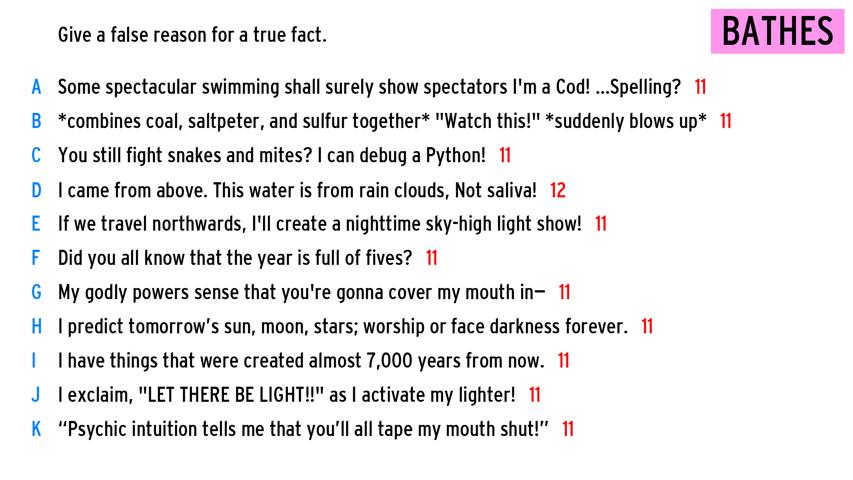 Give a false reason for a true fact.
BATHES
A Some spectacular swimming shall surely show spectators I'm a Cod! ...Spelling? 11
B *combines coal, saltpeter, and sulfur together* "Watch this!" *suddenly blows up* 11
C You still fight snakes and mites? I can debug a Python! 11
D I came from above. This water is from rain clouds, Not saliva! 12
E If we travel northwards, I'll create a nighttime sky-high light show! 11
F Did you all know that the year is full of fives? 11
G My godly powers sense that you're gonna cover my mouth in— 11
H I predict tomorrow's sun, moon, stars; worship or face darkness forever. 11
I I have things that were created almost 7,000 years from now. 11
J I exclaim, "LET THERE BE LIGHT!!" as I activate my lighter! 11
K “Psychic intuition tells me that you’ll all tape my mouth shut!” 11